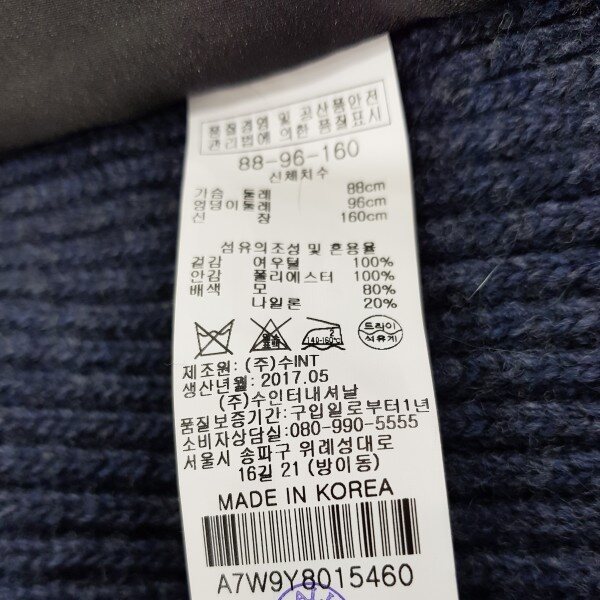 품질경영 및 공산품안전
관리법에 의한 품질표시
88-96-160
신체치수
가슴 둘레 88cm
엉덩이둘레 96cm
신 장 160cm
섬유의조성 및 혼용율
겉감 여우털 100%
안감 폴리에스터 100%
배색 모 80%
나일론 20%
2
140-160℃
드라이
석유계
제조원: (주)수INT
생산년월: 2017.05
(주)수인터내셔날
품질보증기간: 구입일로부터1년
소비자상담실: 080-990-5555
서울시 송파구 위례성대로
16길 21 (방이동)
MADE IN KOREA
A7W9Y8015460